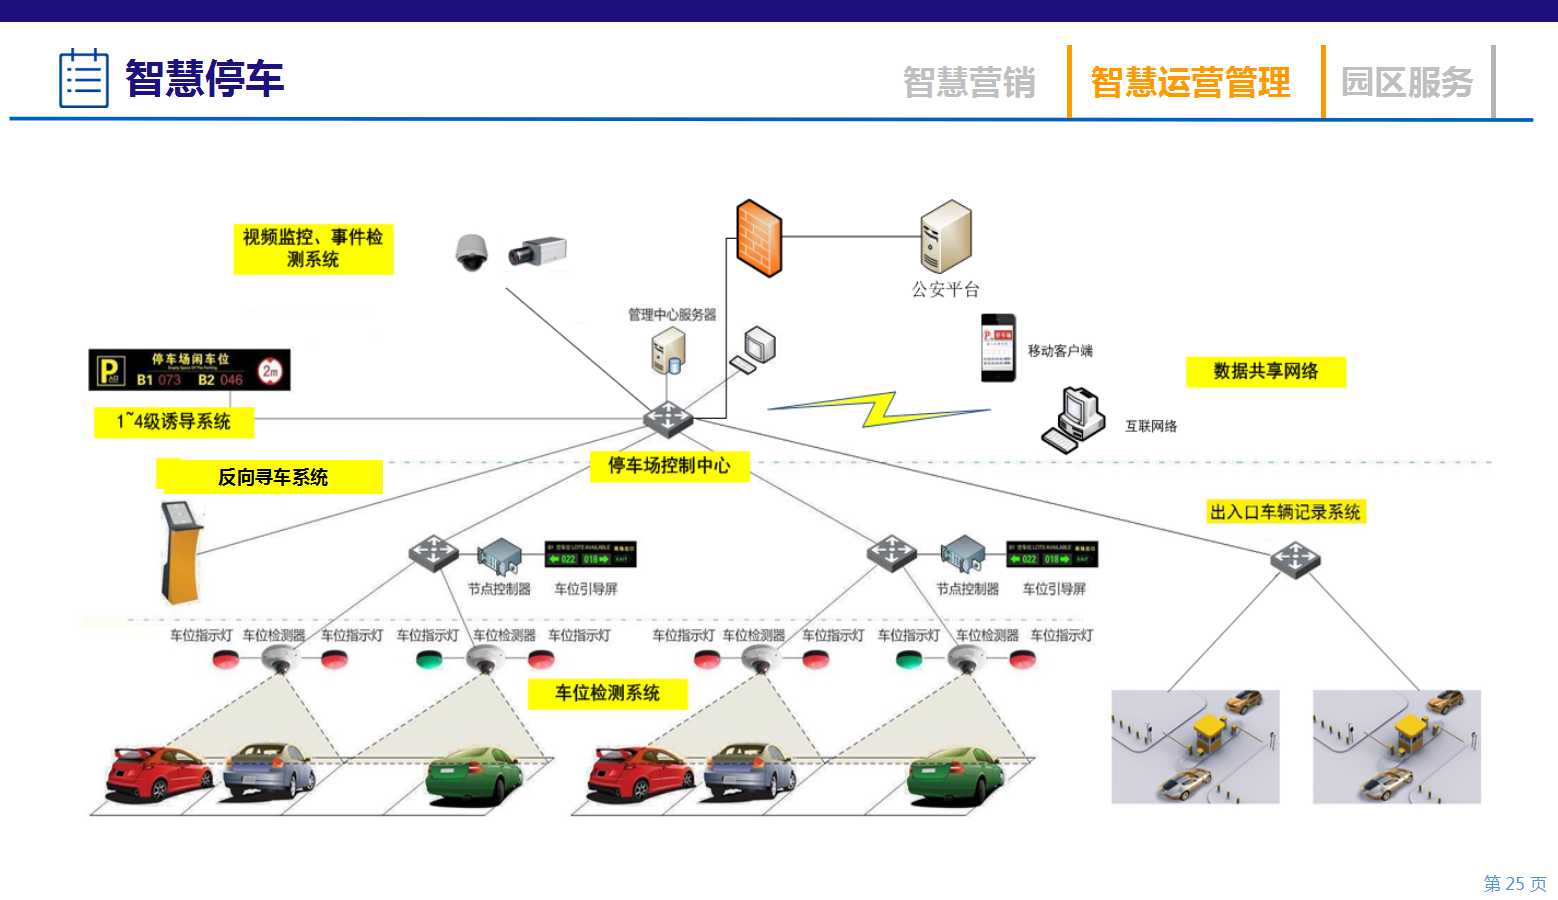 智慧停车
智慧营销
智慧运营管理
园区服务
视频监控、事件检
测系统
公安平台
管理中心服务器
移动客户端
停车场闲车位
Empty Space Of The Parking
B1 073 B2 046
2m
数据共享网络
1~4级诱导系统
互联网络
停车场控制中心
反向寻车系统
出入口车辆记录系统
022 018
节点控制器
车位引导屏
022 018
节点控制器
车位引导屏
车位指示灯 车位检测器 车位指示灯 车位指示灯 车位检测器 车位指示灯
车位指示灯 车位检测器 车位指示灯 车位指示灯 车位检测器 车位指示灯
车位检测系统
第 25 页